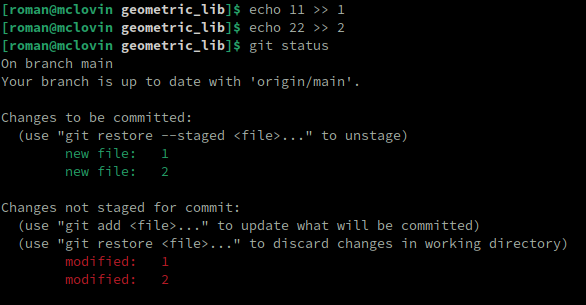 [roman@mclovin geometric_lib]$ echo 11 >> 1
[roman@mclovin geometric_lib]$ echo 22 >> 2
[roman@mclovin geometric_lib]$ git status
On branch main
Your branch is up to date with 'origin/main'.

Changes to be committed:
  (use "git restore --staged <file>..." to unstage)
        new file:   1
        new file:   2

Changes not staged for commit:
  (use "git add <file>..." to update what will be committed)
  (use "git restore <file>..." to discard changes in working directory)
        modified:   1
        modified:   2